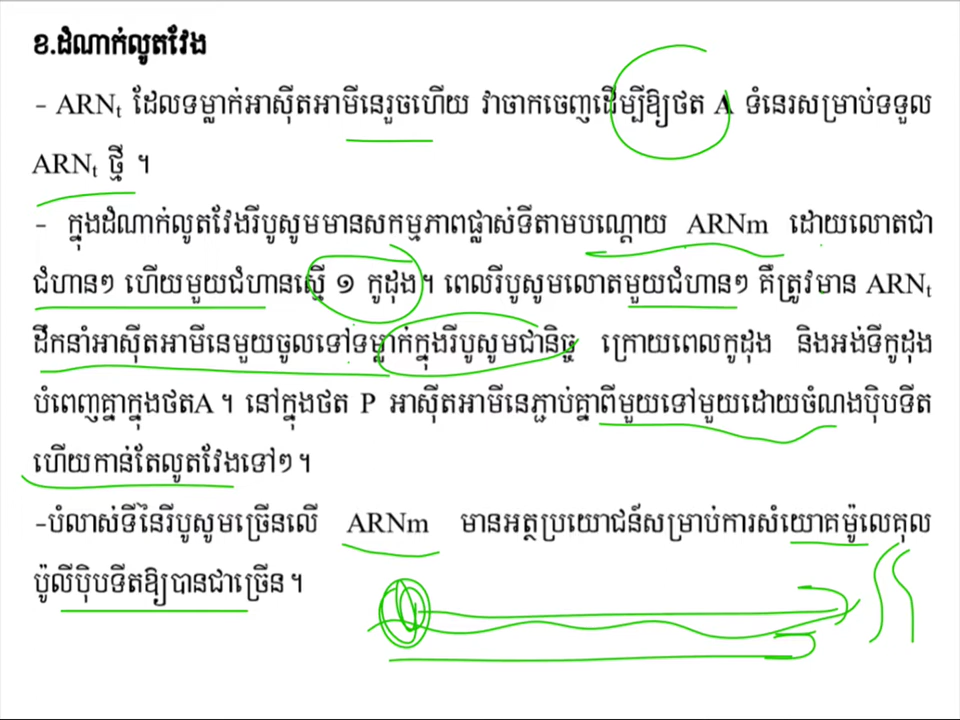 ខ.ដំណាក់លូតវែង
- ARNt ដែលទម្លាក់អាស៊ីតអាមីនេរួចហើយ វាចាកចេញដើម្បីឱ្យថត A ទំនេរសម្រាប់ទទួល
ARNt ថ្មី ។
- ក្នុងដំណាក់លូតវែងរីបូសូមមានសកម្មភាពផ្លាស់ទីតាមបណ្តោយ ARNm ដោយលោតជា
ជំហានៗ ហើយមួយជំហានស្មើ ១ កូដុង។ ពេលរីបូសូមលោតមួយជំហានៗ គឺត្រូវមាន ARNt
ដឹកនាំអាស៊ីតអាមីនេមួយចូលទៅទម្លាក់ក្នុងរីបូសូមជានិច្ច ក្រោយពេលកូដុង និងអង់ទីកូដុង
បំពេញគ្នាក្នុងថតA ។ នៅក្នុងថត P អាស៊ីតអាមីនេភ្ជាប់គ្នាពីមួយទៅមួយដោយចំណងប៉ិបទីត
ហើយកាន់តែលូតវែងទៅៗ។
-បំលាស់ទីនៃរីបូសូមច្រើនលើ ARNm មានអត្ថប្រយោជន៍សម្រាប់ការសំយោគម៉ូលេគុល
ប៉ូលីប៉ិបទីតឱ្យបានជាច្រើន។